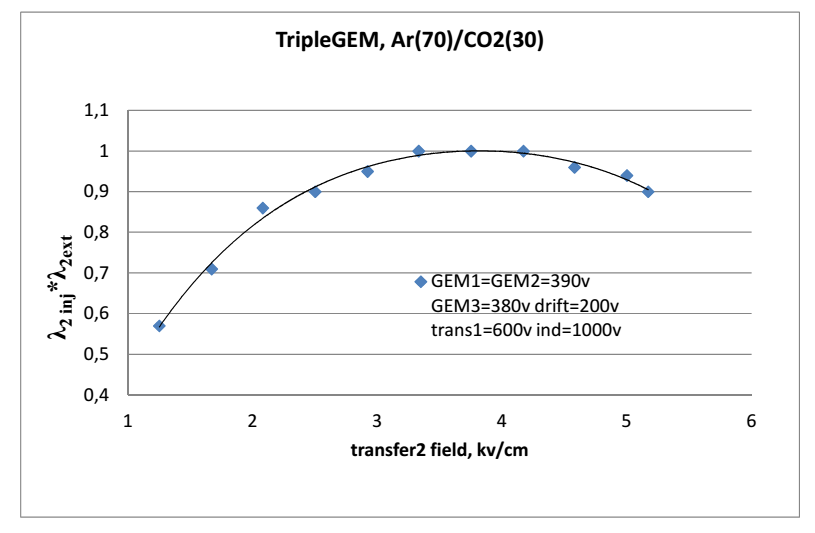 TripleGEM, Ar(70)/CO2(30)
1,1
1
0,9
0,8
0,7
0,6
0,5
0,4
λ2 inj*λ2ext
GEM1=GEM2=390v
GEM3=380v drift=200v
trans1=600v ind=1000v
1 2 3 4 5 6
transfer2 field, kv/cm